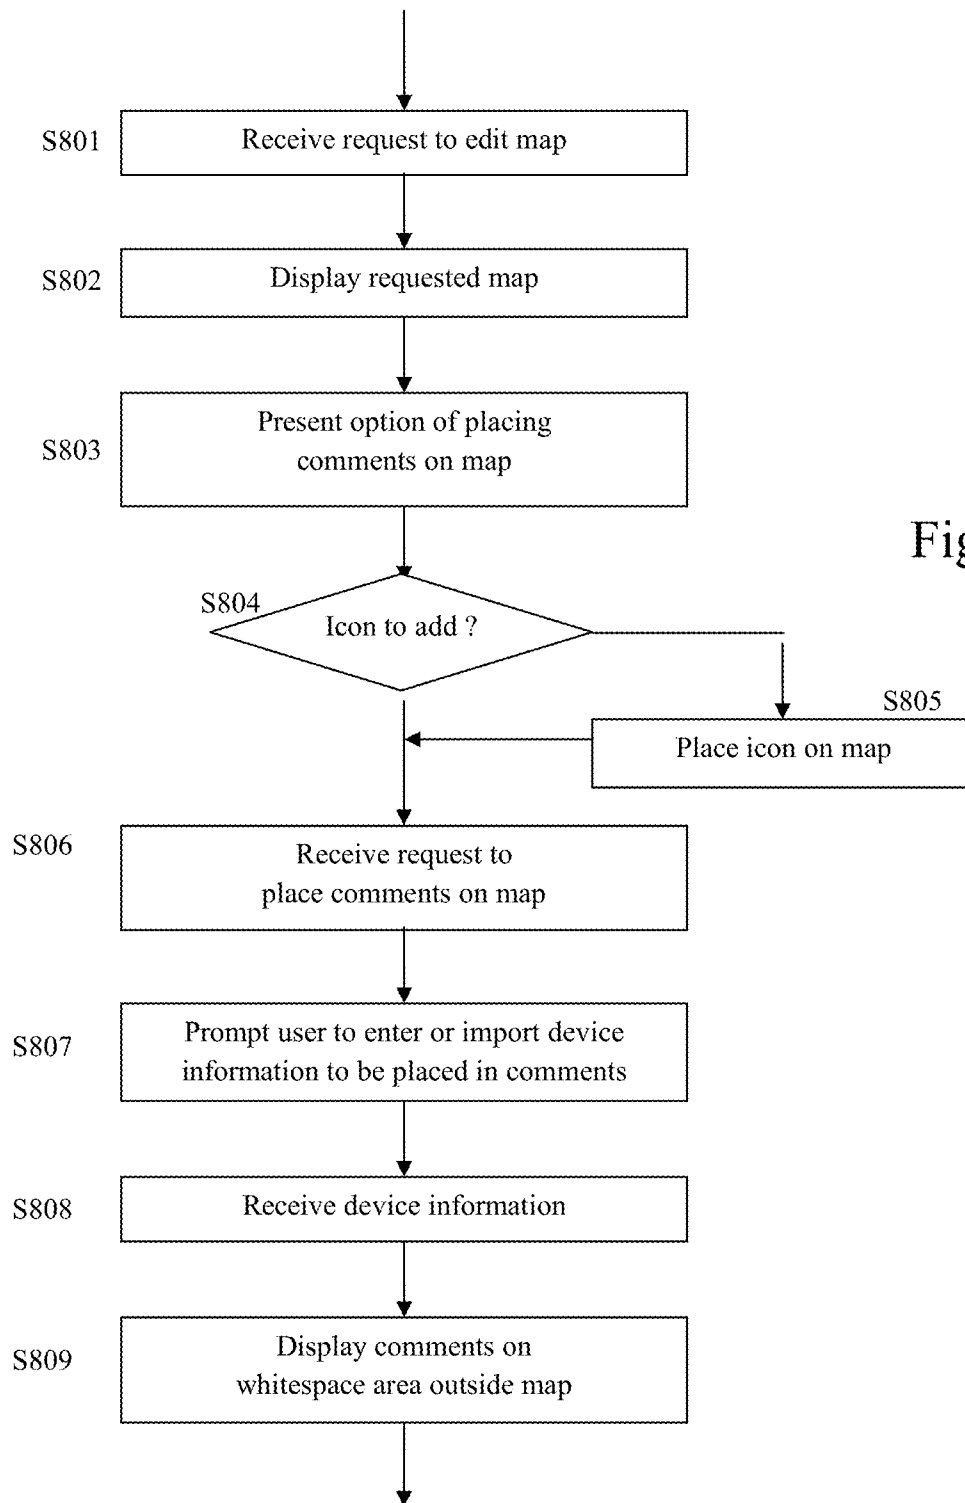 S801
Receive request to edit map
S802
Display requested map
S803
Present option of placing
comments on map
Fig
S804
Icon to add ?
S805
Place icon on map
S806
Receive request to
place comments on map
S807
Prompt user to enter or import device
information to be placed in comments
S808
Receive device information
S809
Display comments on
whitespace area outside map